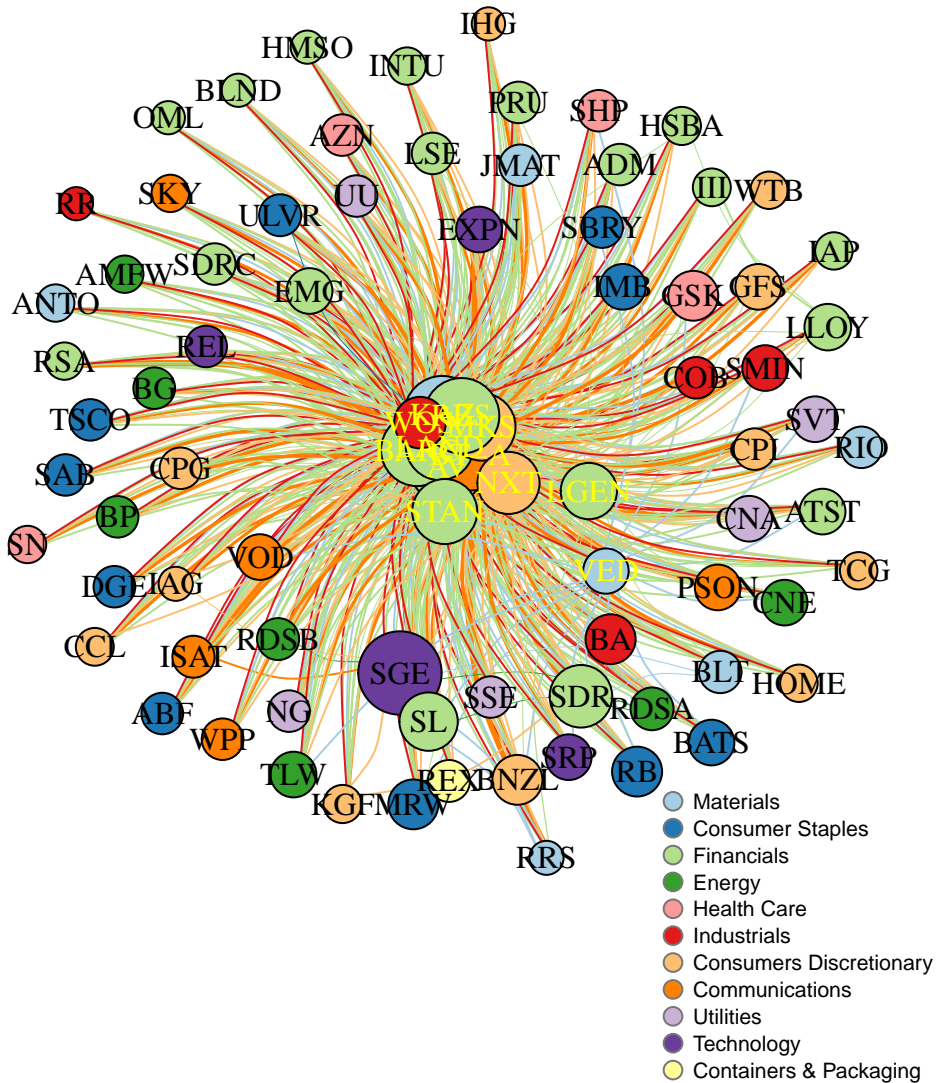 IHG
HMSO
INTU
BLND
PRU
SHP
OML
HSBA
AZN
LSE
JMAT
ADM
III
WTB
SKY
UU
RR
ULVR
EXPN
SBRY
IAP
SDRC
AMFW
EMG
IMB
GSK
GFS
ANTO
LLOY
REL
RSA
COB
SMIN
BG
TSCO
SVT
RIO
CPI
CPG
SAB
NXT
LGEN
BP
STAN
CNA
ATST
SN
VOD
VED
DGE
IAG
PSON
TCG
CNE
RDSB
BA
CCL
ISAT
SGE
BLT
HOME
SSE
SDR
ABF
NG
SL
RDSA
WPP
BATS
SRP
TLW
REX
BNZL
RB
KGF
MRW
RRS
Materials
Consumer Staples
Financials
Energy
Health Care
Industrials
Consumers Discretionary
Communications
Utilities
Technology
Containers & Packaging